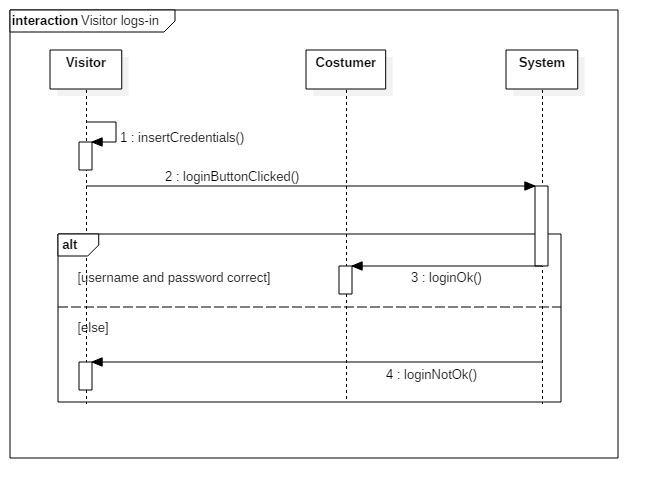 interaction Visitor logs-in
Visitor
Costumer
System
1 : insertCredentials()
2 : loginButtonClicked()
alt
[username and password correct]
3 : loginOk()
[else]
4 : loginNotOk()